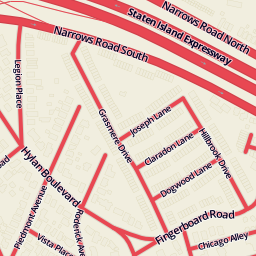 Narrows Road North
Staten Island Expressway
Narrows Road South
Legion Place
Grasmere Drive
Joseph Lane
Hillbrook Drive
Claradon Lane
Dogwood Lane
Hylan Boulevard
Piedmont Avenue
Vista Place
Fingerboard Road
Chicago Alley